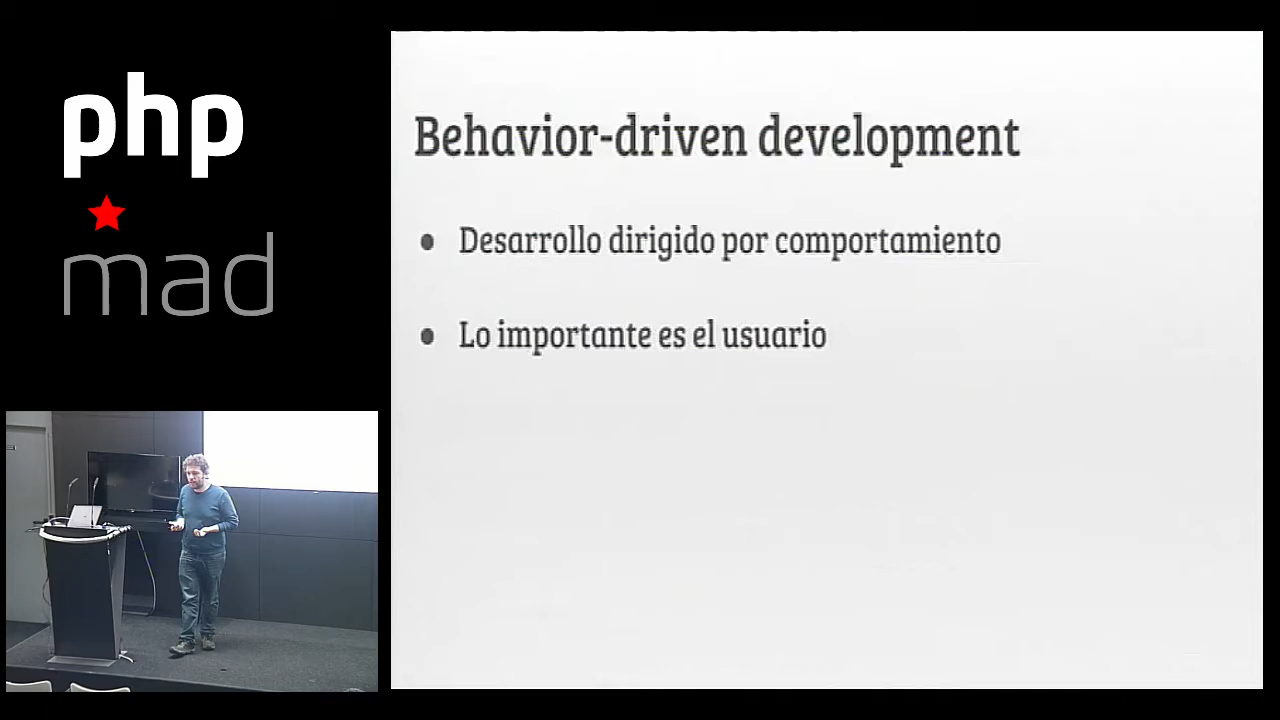 php
mad
Behavior-driven development
● Desarrollo dirigido por comportamiento
● Lo importante es el usuario